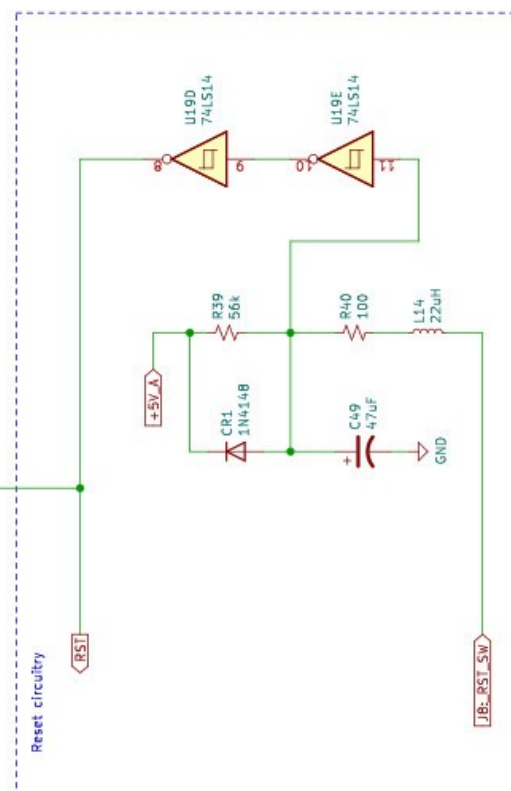 U19D
74LS14
U19E
74LS14
8
9
10
11
R39
56k
R40
100
L14
22uH
+5V_A
CR1
1N4148
C49
47uF
+
GND
RST
J8:_RST_SW
Reset circuitry